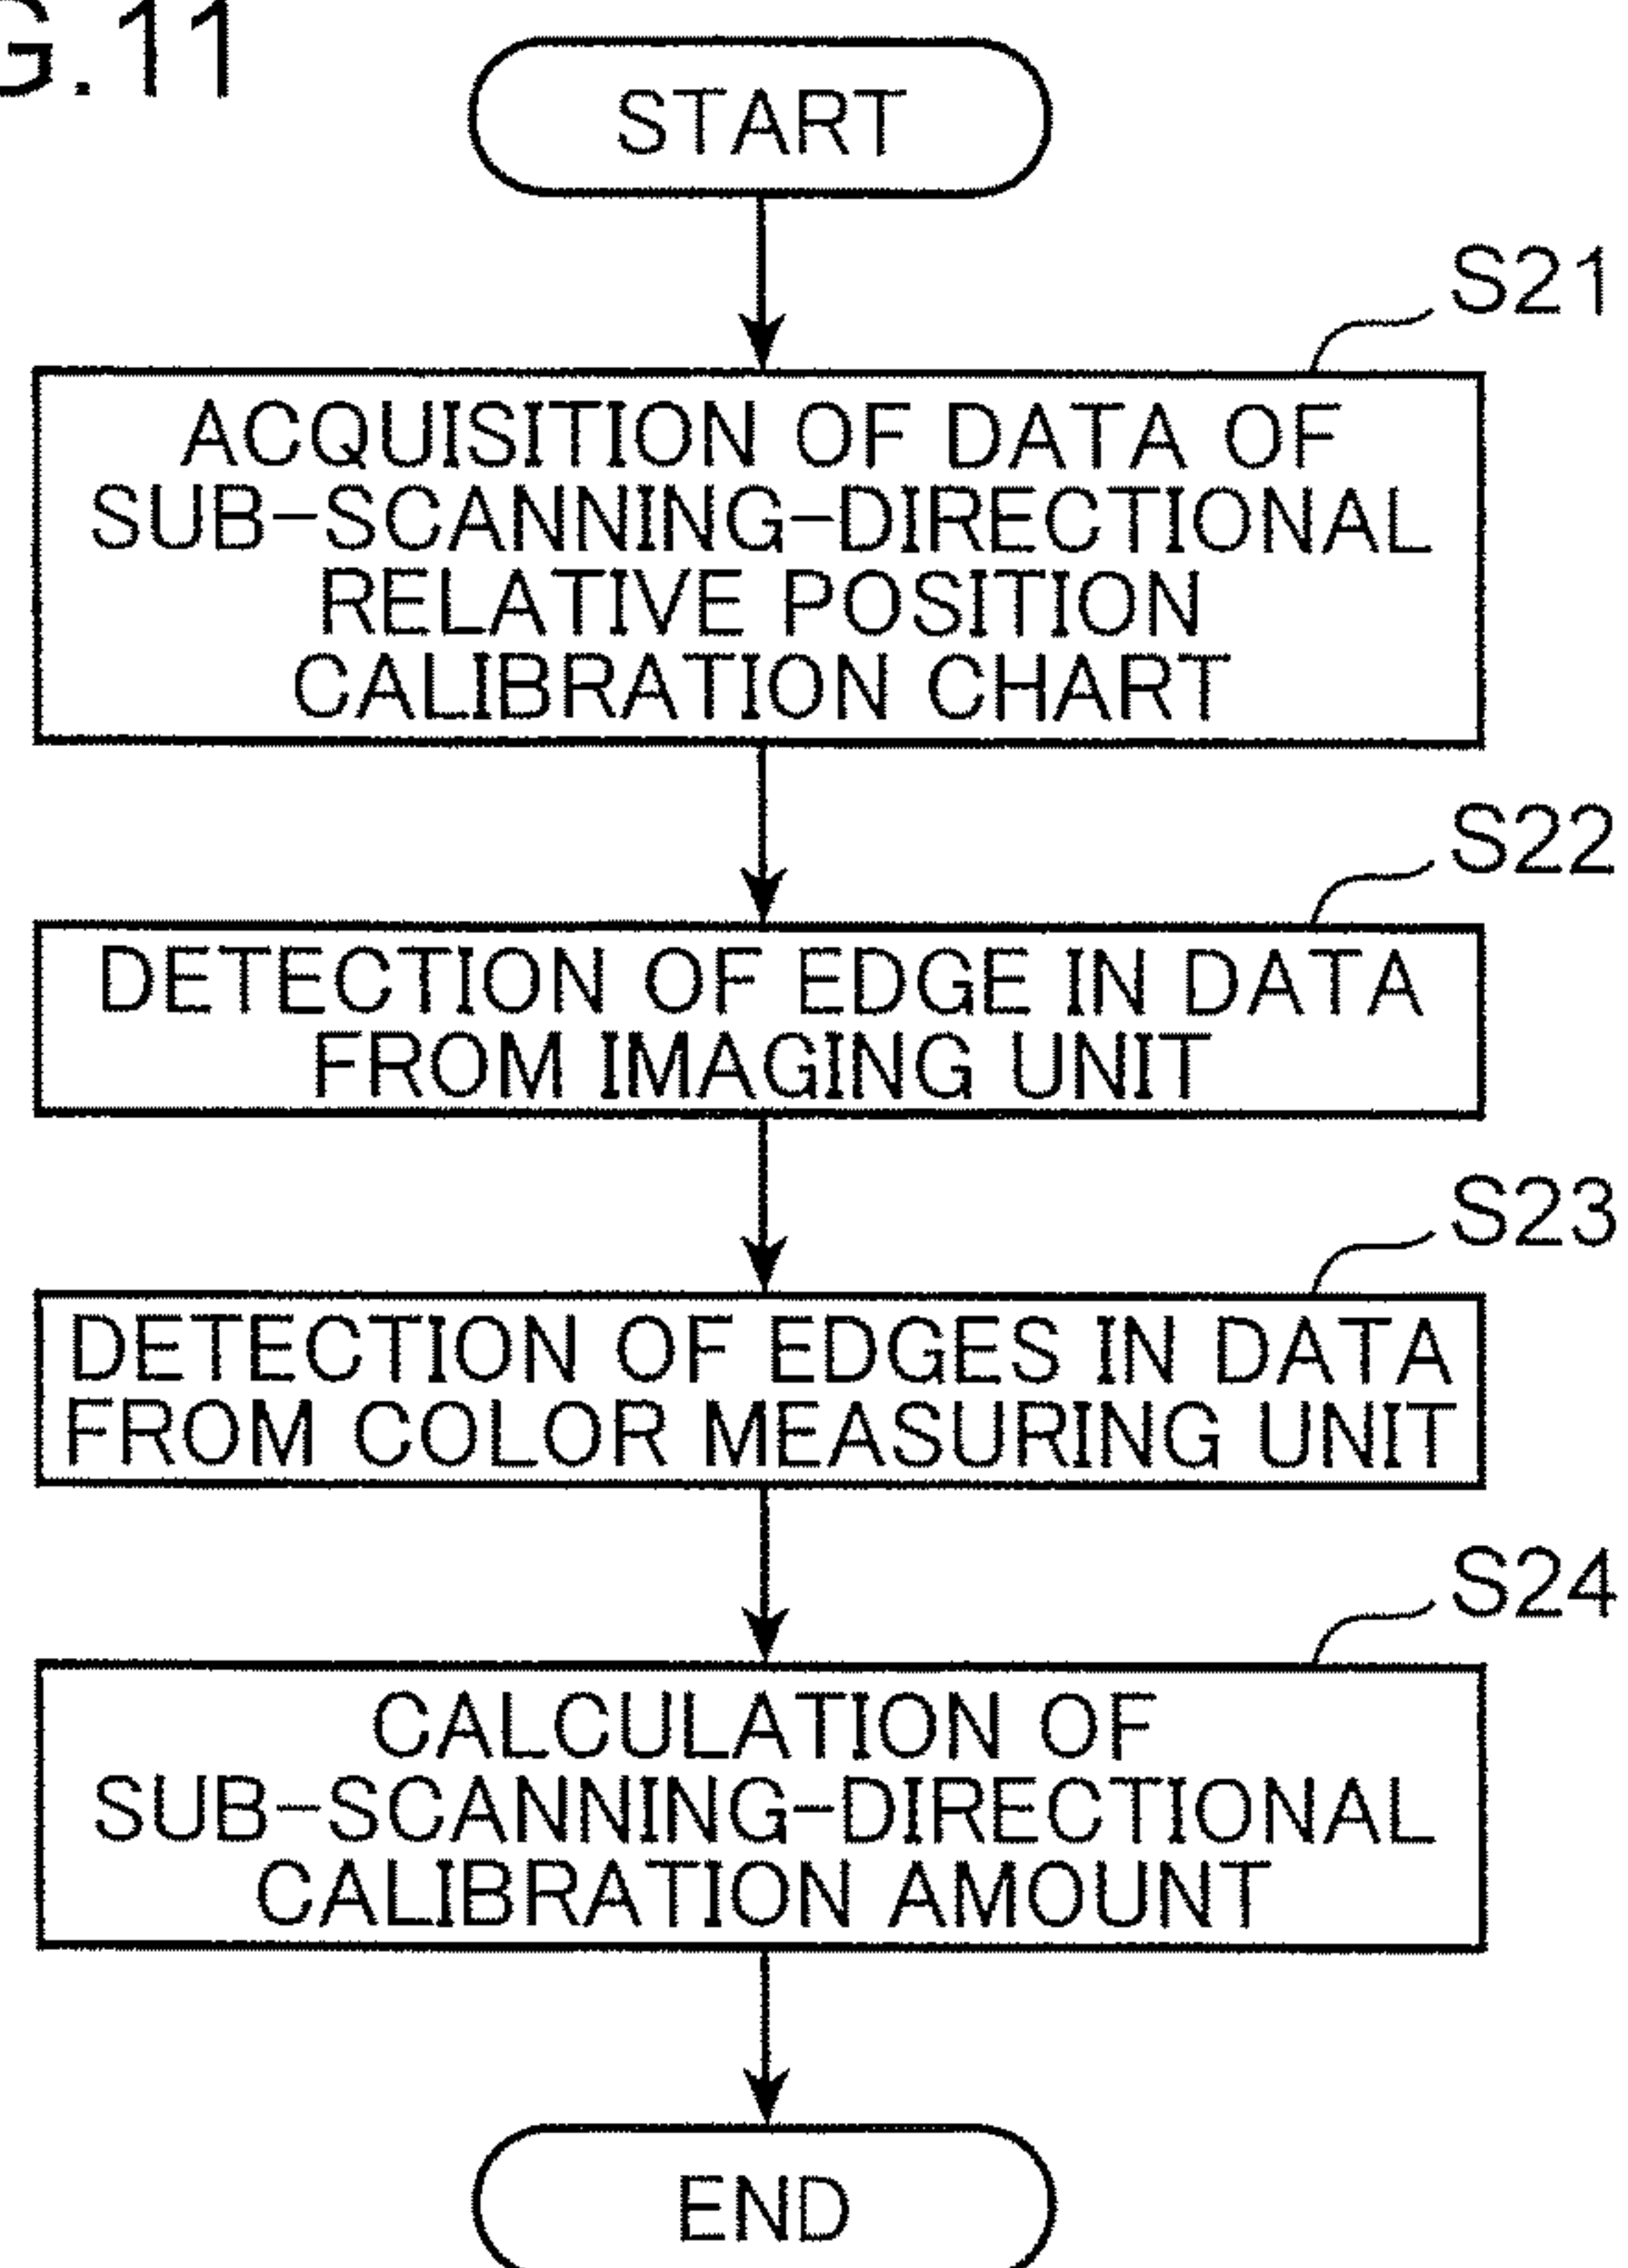 G.11
START
S21
ACQUISITION OF DATA OF
SUB-SCANNING-DIRECTIONAL
RELATIVE POSITION
CALIBRATION CHART
S22
DETECTION OF EDGE IN DATA
FROM IMAGING UNIT
S23
DETECTION OF EDGES IN DATA
FROM COLOR MEASURING UNIT
S24
CALCULATION OF
SUB-SCANNING-DIRECTIONAL
CALIBRATION AMOUNT
END